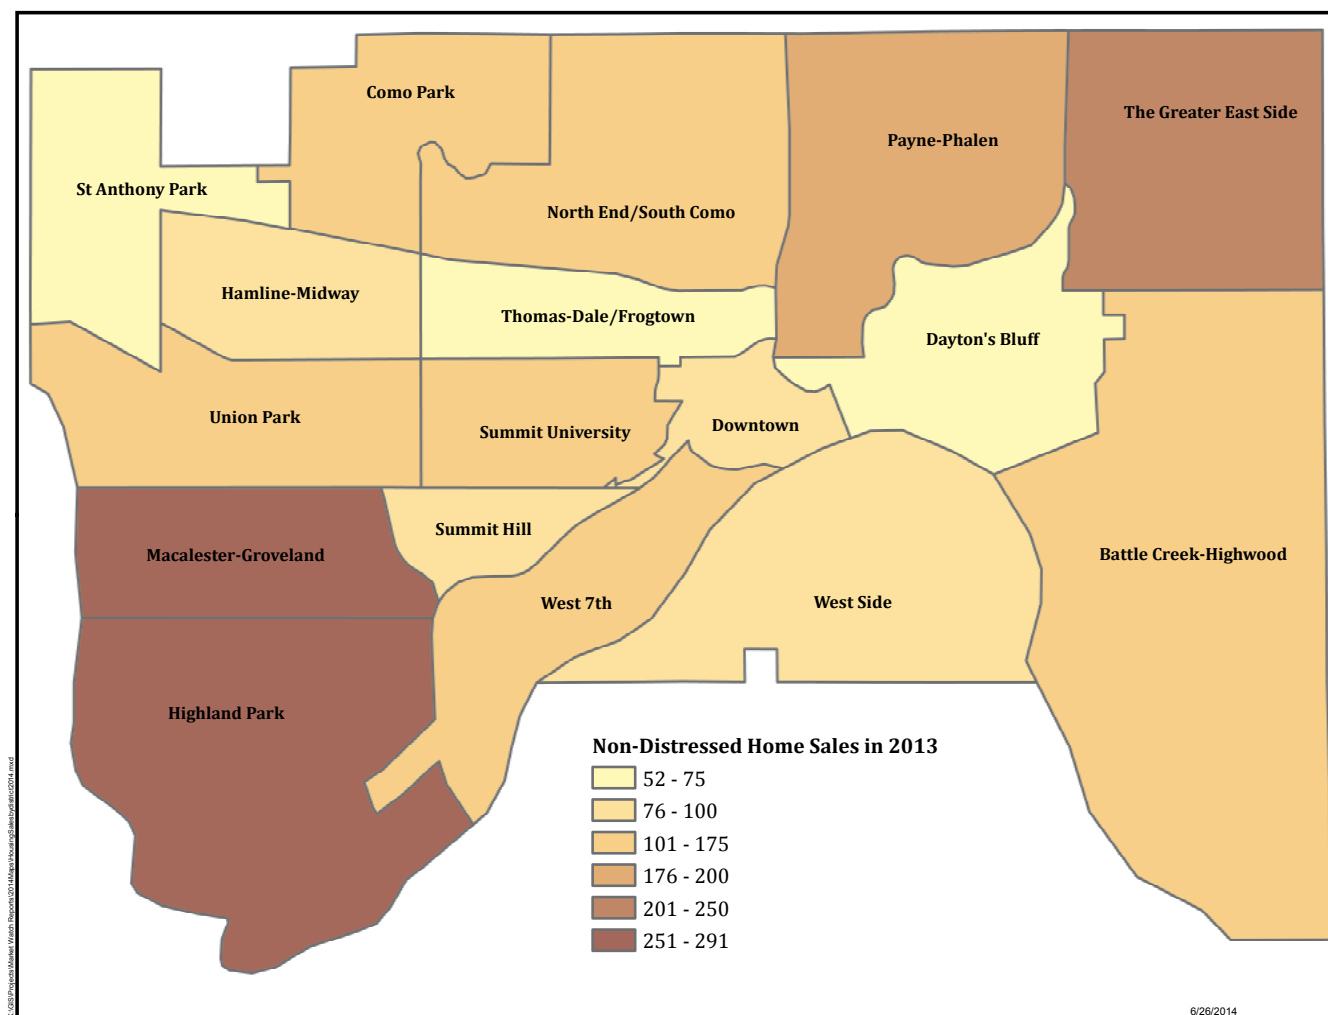 Como Park
The Greater East Side
Payne-Phalen
St Anthony Park
North End/South Como
Hamline-Midway
Thomas-Dale/Frogtown
Dayton's Bluff
Union Park
Summit University
Downtown
Summit Hill
Macalester-Groveland
Battle Creek-Highwood
West 7th
West Side
Highland Park
Non-Distressed Home Sales in 2013
52 - 75
76 - 100
101 - 175
176 - 200
201 - 250
251 - 291
6/26/2014